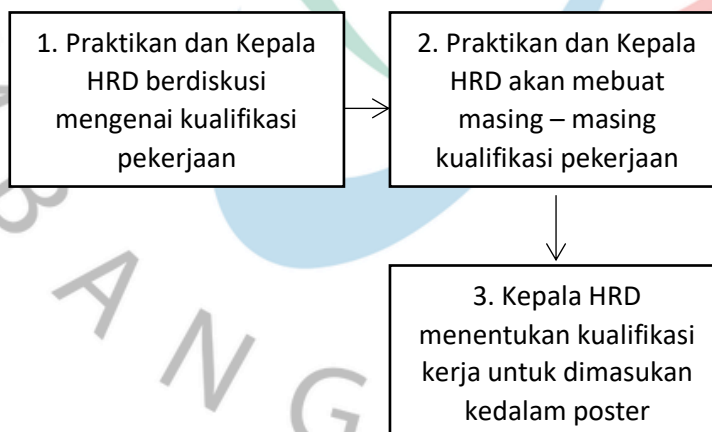 1. Praktikan dan Kepala
HRD berdiskusi
mengenai kualifikasi
pekerjaan
2. Praktikan dan Kepala
HRD akan mebuat
masing – masing
kualifikasi pekerjaan
3. Kepala HRD
menentukan kualifikasi
kerja untuk dimasukan
kedalam poster
BANG